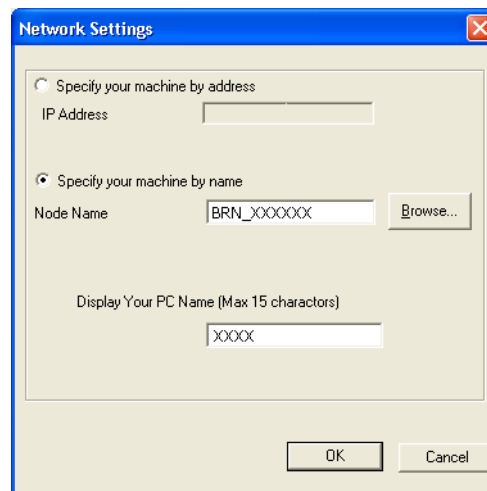 Network Settings
Specify your machine by address
IP Address
Specify your machine by name
Node Name BRN_XXXXXX Browse...
Display Your PC Name (Max 15 charactors)
XXXX
OK Cancel